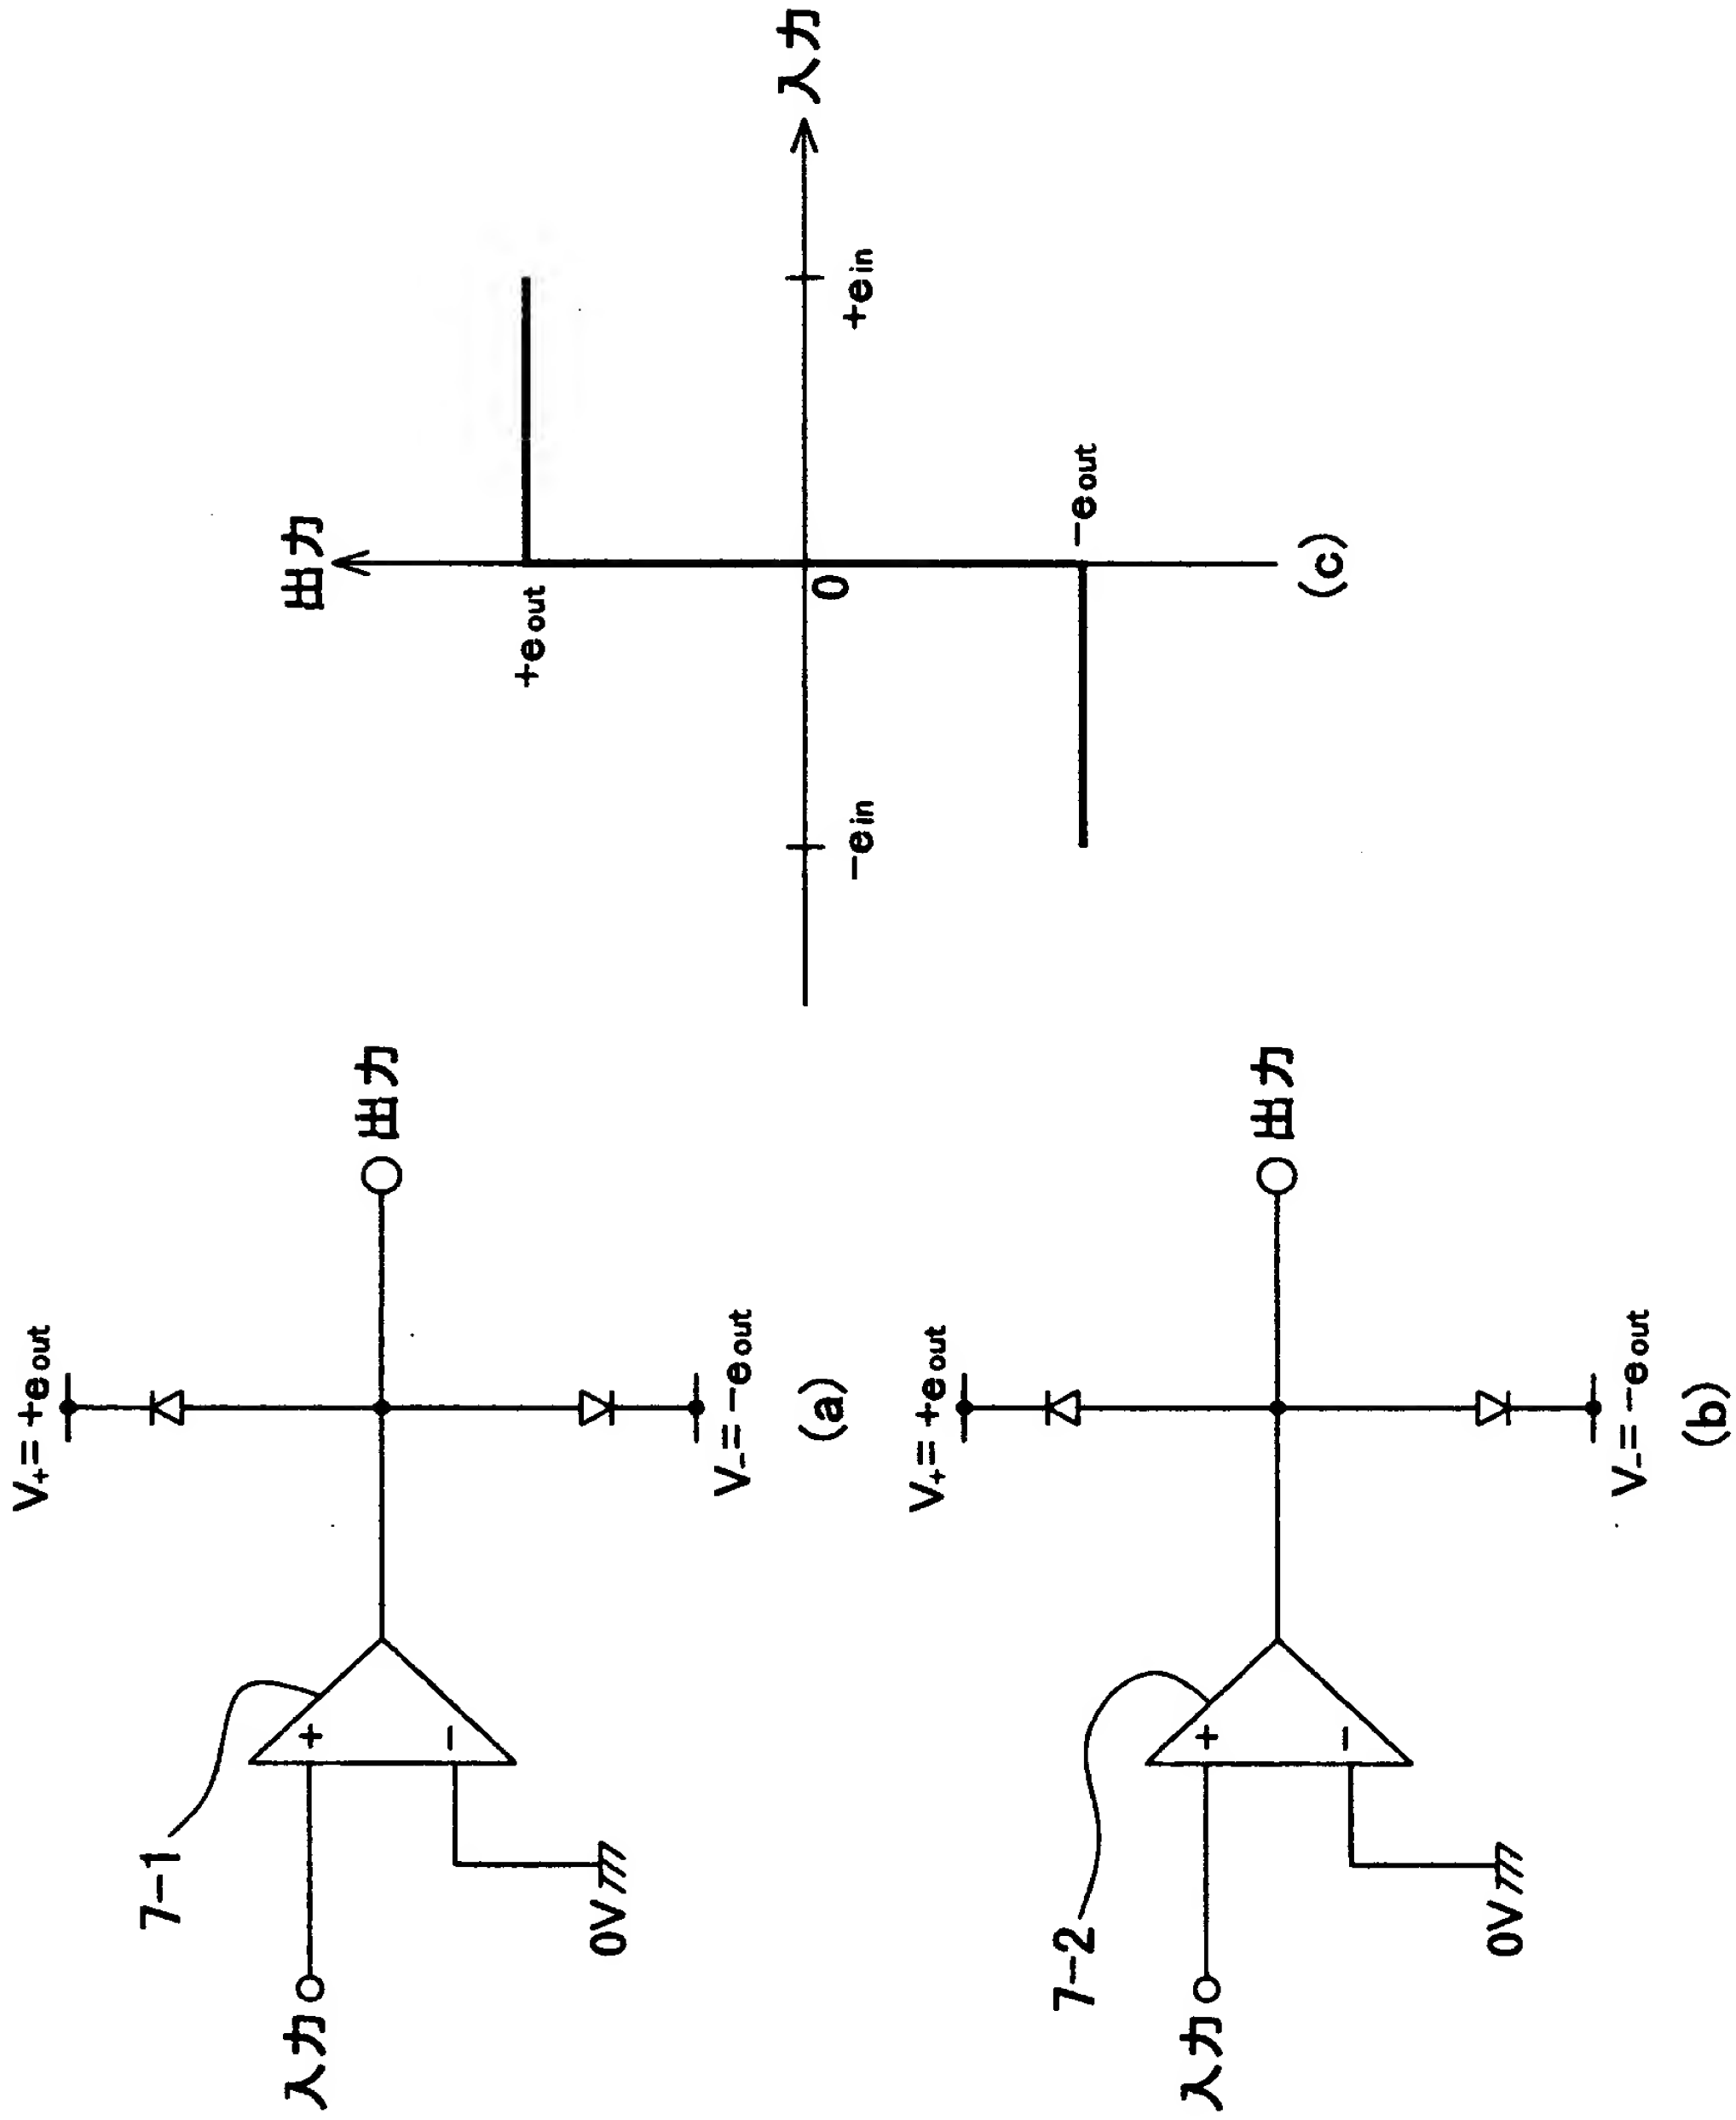 V₊=+eout
7-1
+
−
入力
出力
0V
V₋=−eout
(a)
V₊=+eout
7-2
+
−
入力
出力
0V
V₋=−eout
(b)
出力
+eout
入力
−ein
0
+ein
−eout
(c)